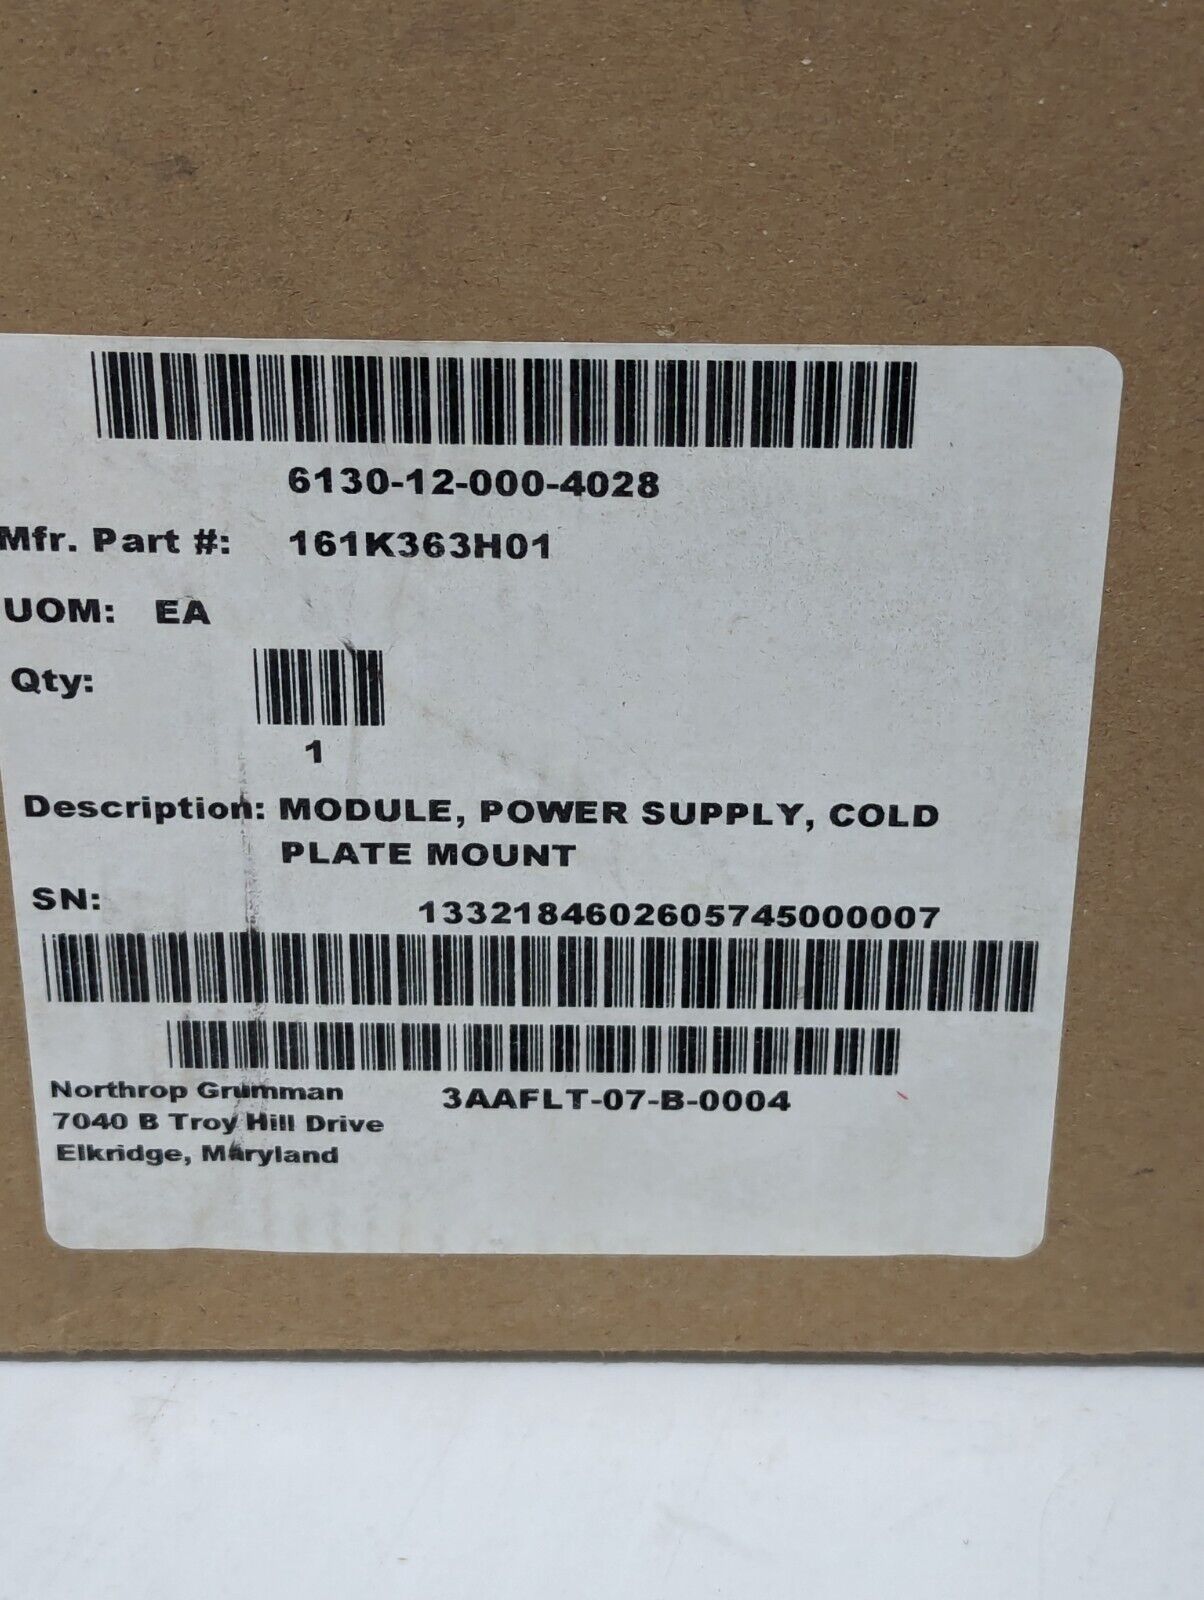 6130-12-000-4028
Mfr. Part #: 161K363H01
UOM: EA
Qty:
1
Description: MODULE, POWER SUPPLY, COLD
PLATE MOUNT
SN:
1332184602605745000007
Northrop Grumman 3AAFLT-07-B-0004
7040 B Troy Hill Drive
Elkridge, Maryland